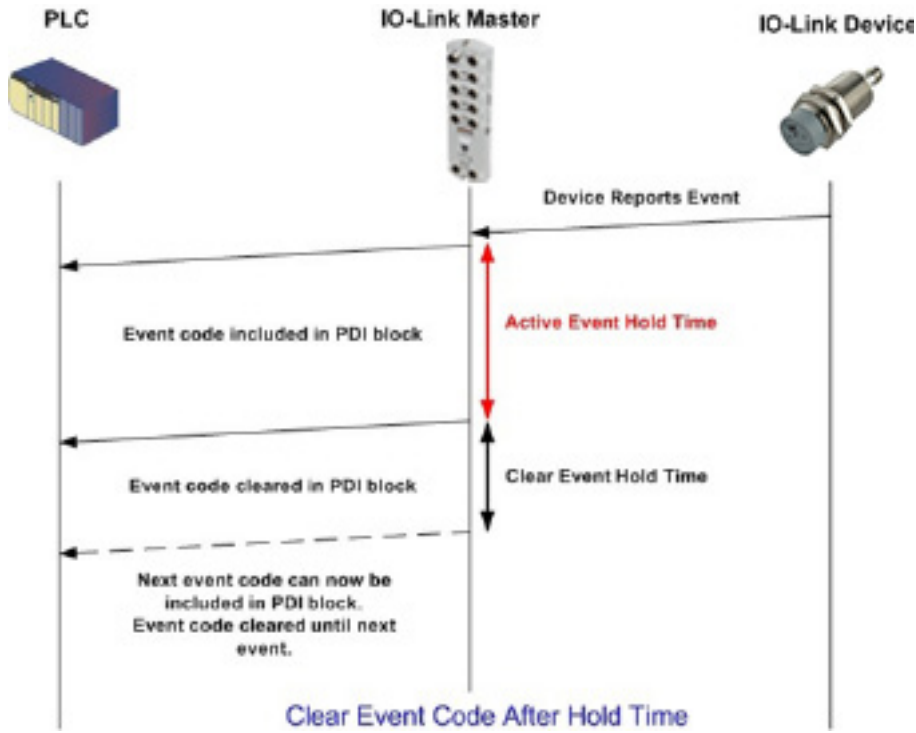 PLC
IO-Link Master
IO-Link Device
Device Reports Event
Event code included in PDI block
Active Event Hold Time
Event code cleared in PDI block
Clear Event Hold Time
Next event code can now be
included in PDI block.
Event code cleared until next
event.
Clear Event Code After Hold Time